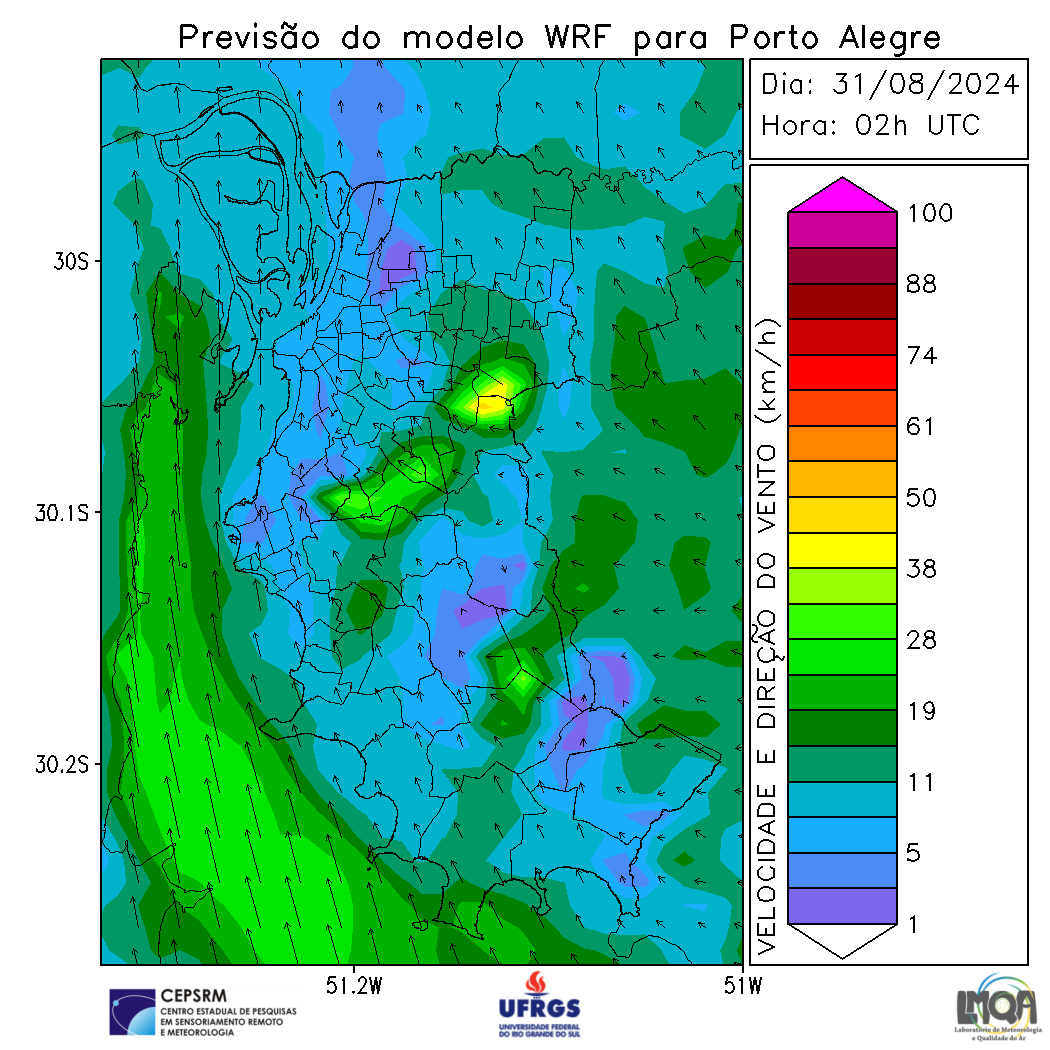 Previsão do modelo WRF para Porto Alegre
Dia: 31/08/2024
Hora: 02h UTC
30S
30.1S
30.2S
51.2W
51W
VELOCIDADE E DIREÇÃO DO VENTO (km/h)
100
88
74
61
50
38
28
19
11
5
1
CEPSRM
CENTRO ESTADUAL DE PESQUISAS
EM SENSORIAMENTO REMOTO
E METEOROLOGIA
UFRGS
UNIVERSIDADE FEDERAL
DO RIO GRANDE DO SUL
LMQA
Laboratório de Meteorologia
e Qualidade do Ar